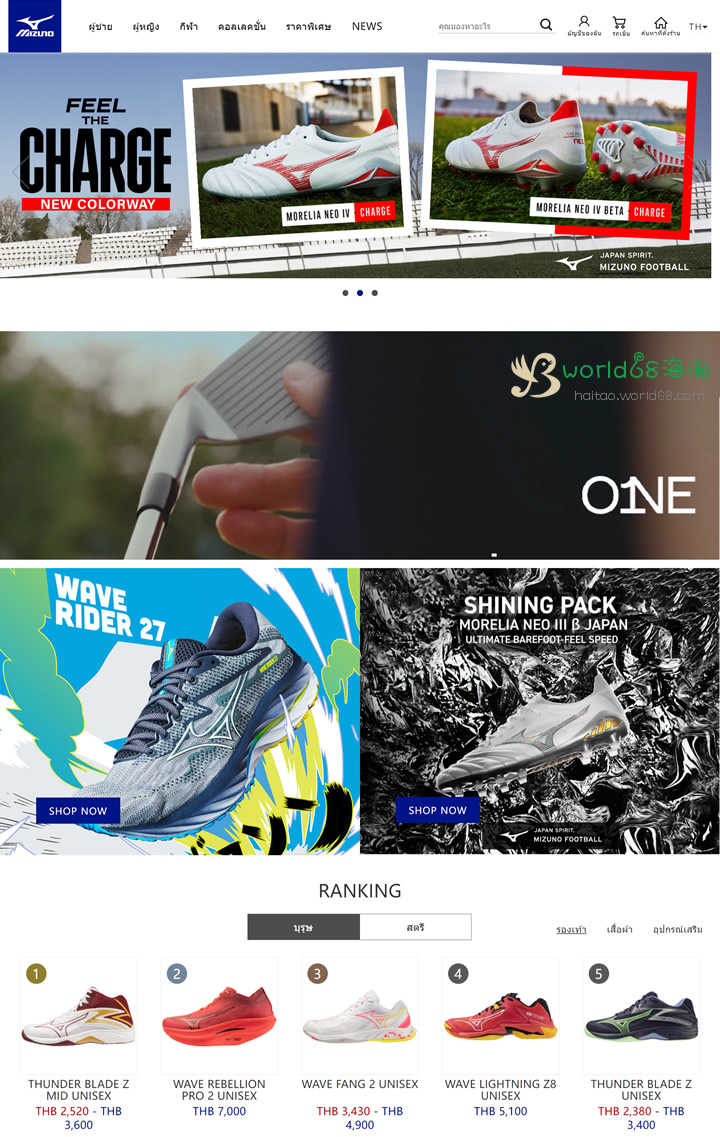 MIZUNO
ผู้ชาย ผู้หญิง กีฬา คอลเลคชั่น ราคาพิเศษ NEWS
คุณมองหาอะไร
บัญชีของฉัน รถเข็น ค้นหาที่ตั้งร้าน TH
FEEL
THE
CHARGE
NEW COLORWAY
MORELIA NEO IV CHARGE
MORELIA NEO IV BETA CHARGE
JAPAN SPIRIT.
MIZUNO FOOTBALL
world68海淘
haitao.world68.com
O1NE
WAVE
RIDER 27
SHOP NOW
SHINING PACK
MORELIA NEO III β JAPAN
ULTIMATE BAREFOOT-FEEL SPEED
SHOP NOW
JAPAN SPIRIT.
MIZUNO FOOTBALL
RANKING
บุรุษ สตรี
รองเท้า เสื้อผ้า อุปกรณ์เสริม
1 2 3 4 5
THUNDER BLADE Z
MID UNISEX
THB 2,520 - THB
3,600
WAVE REBELLION
PRO 2 UNISEX
THB 7,000
WAVE FANG 2 UNISEX
THB 3,430 - THB
4,900
WAVE LIGHTNING Z8
UNISEX
THB 5,100
THUNDER BLADE Z
UNISEX
THB 2,380 - THB
3,400